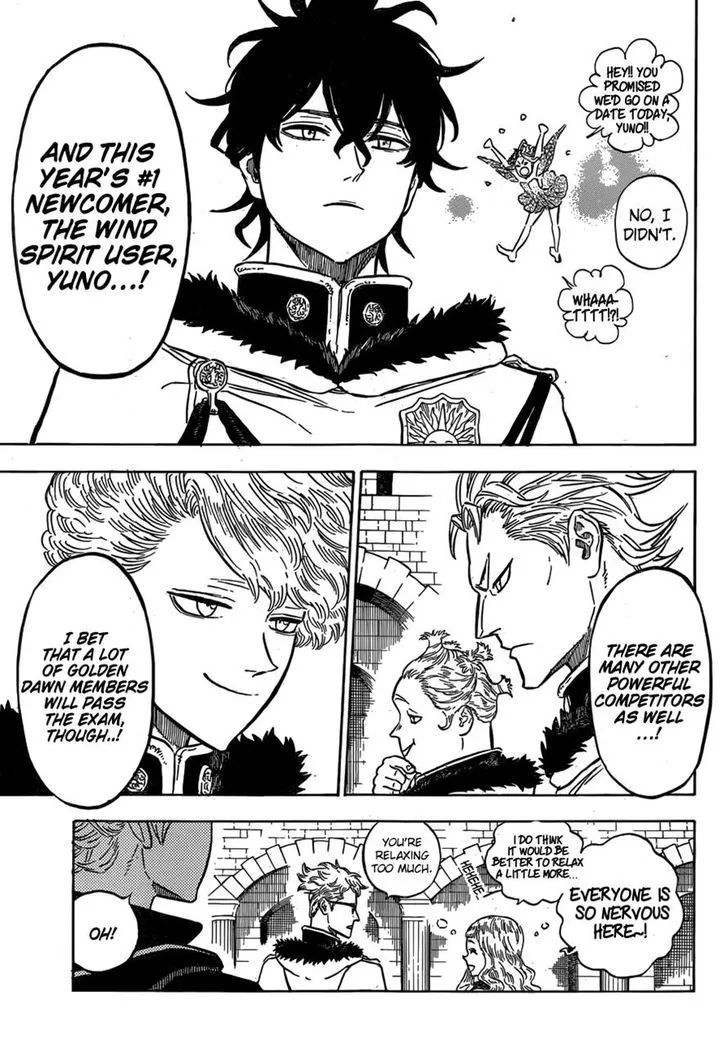 HEY!! YOU
PROMISED
WE'D GO ON A
DATE TODAY,
YUNO!!
NO, I
DIDN'T.
WHAAA-
TTTT!?!
AND THIS
YEAR'S #1
NEWCOMER,
THE WIND
SPIRIT USER,
YUNO...!
THERE ARE
MANY OTHER
POWERFUL
COMPETITORS
AS WELL
...!
I BET
THAT A LOT
OF GOLDEN
DAWN MEMBERS
WILL PASS
THE EXAM,
THOUGH..!
EVERYONE IS
SO NERVOUS
HERE~!
I DO THINK
IT WOULD BE
BETTER TO RELAX
A LITTLE MORE...
HEHEHE...
YOU'RE
RELAXING
TOO MUCH.
OH!